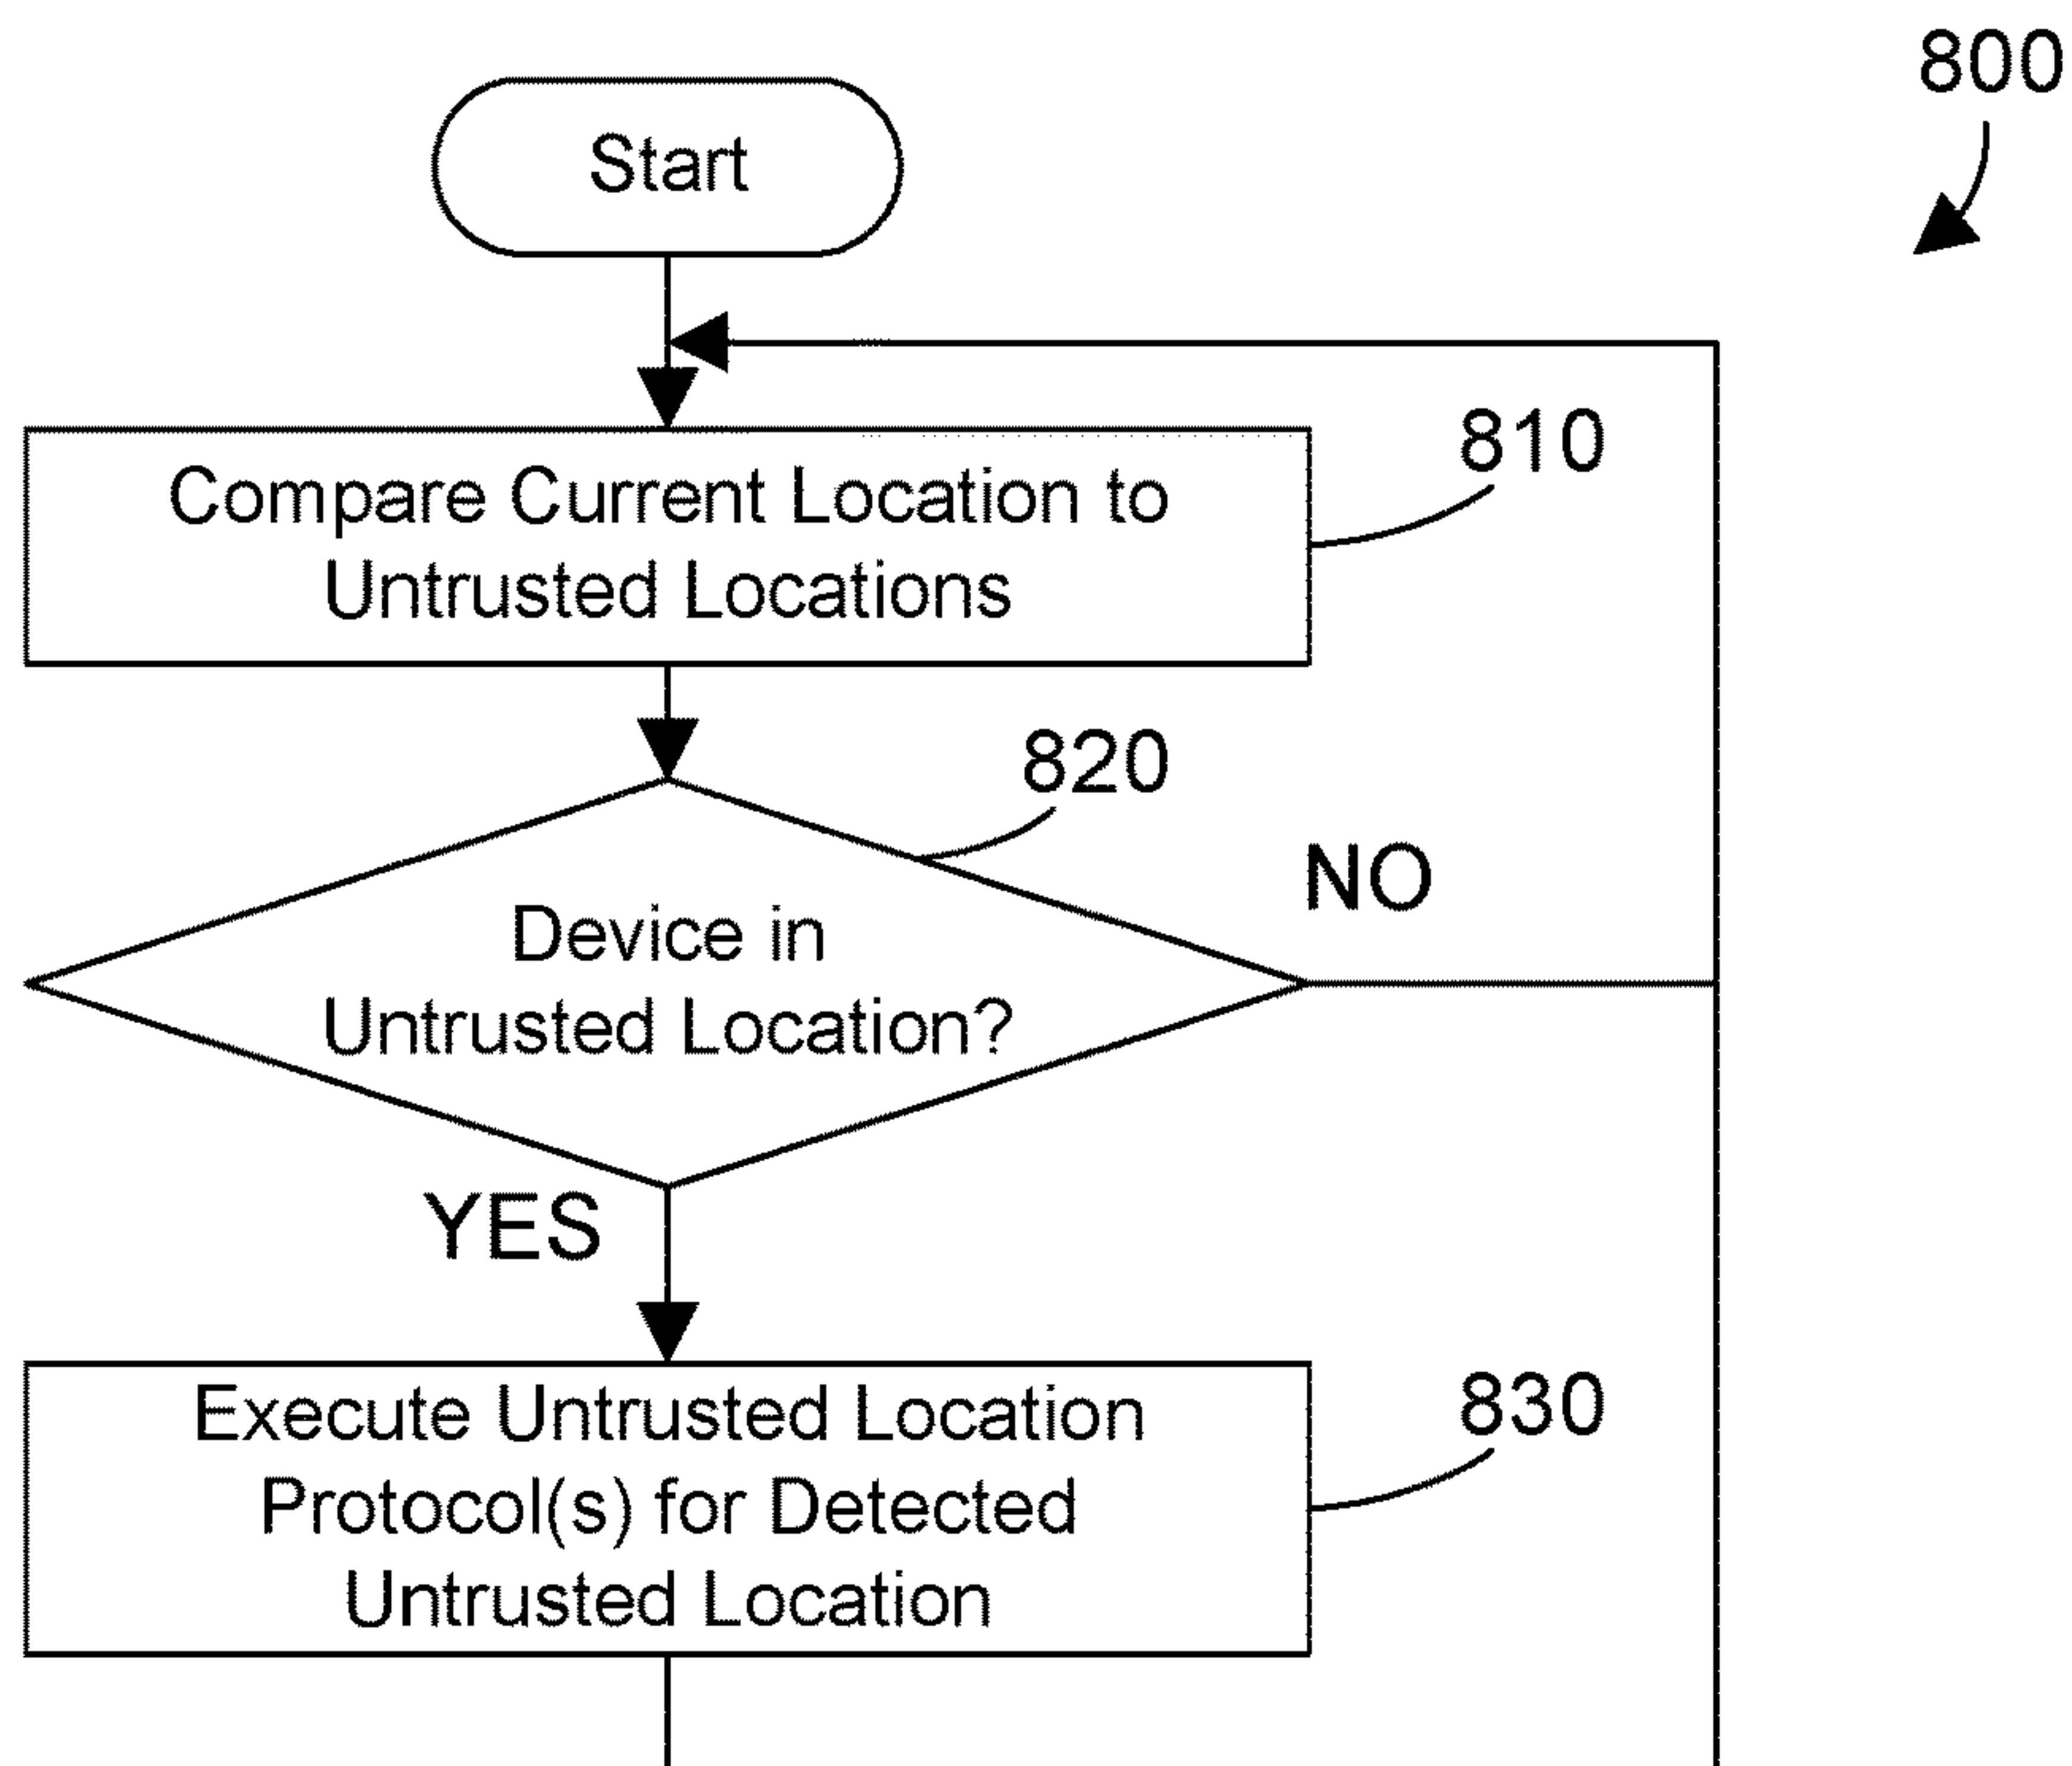 800
Start
810
Compare Current Location to
Untrusted Locations
820
NO
Device in
Untrusted Location?
YES
830
Execute Untrusted Location
Protocol(s) for Detected
Untrusted Location